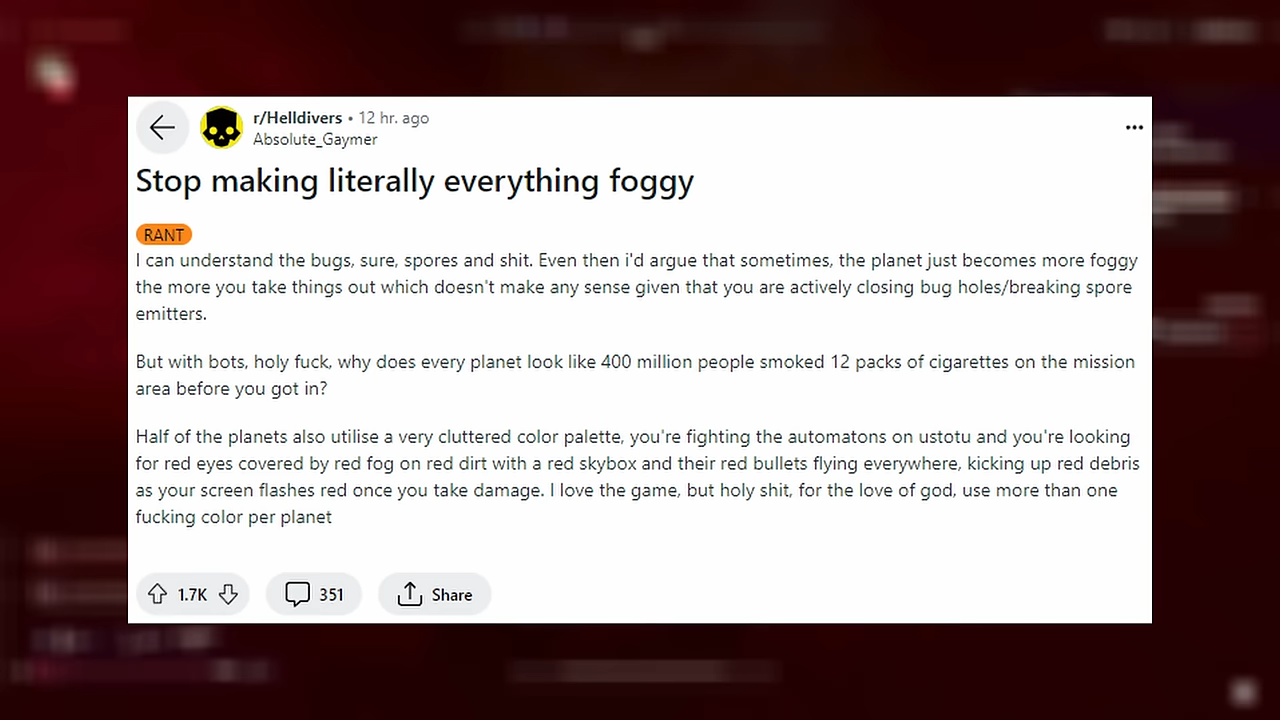 r/Helldivers • 12 hr. ago
Absolute_Gaymer
Stop making literally everything foggy
RANT
I can understand the bugs, sure, spores and shit. Even then i'd argue that sometimes, the planet just becomes more foggy
the more you take things out which doesn't make any sense given that you are actively closing bug holes/breaking spore
emitters.
But with bots, holy fuck, why does every planet look like 400 million people smoked 12 packs of cigarettes on the mission
area before you got in?
Half of the planets also utilise a very cluttered color palette, you're fighting the automatons on ustotu and you're looking
for red eyes covered by red fog on red dirt with a red skybox and their red bullets flying everywhere, kicking up red debris
as your screen flashes red once you take damage. I love the game, but holy shit, for the love of god, use more than one
fucking color per planet
1.7K 351 Share